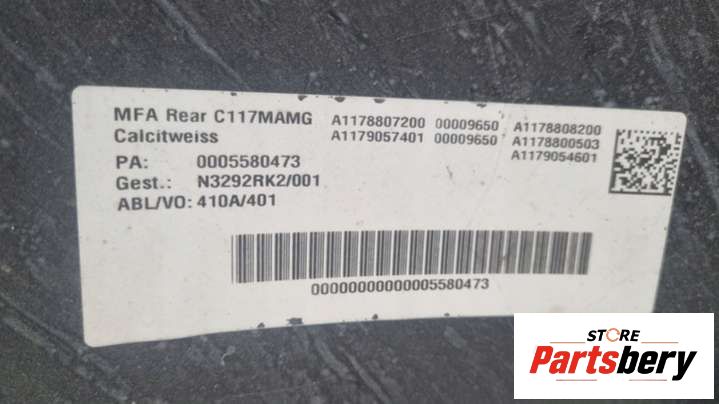 MFA Rear C117MAMG A1178807200 00009650 A1178808200
Calcitweiss A1179057401 00009650 A1178800503
A1179054601
PA: 0005580473
Gest.: N3292RK2/001
ABL/VO: 410A/401
00000000000005580473
STORE
Partsbery